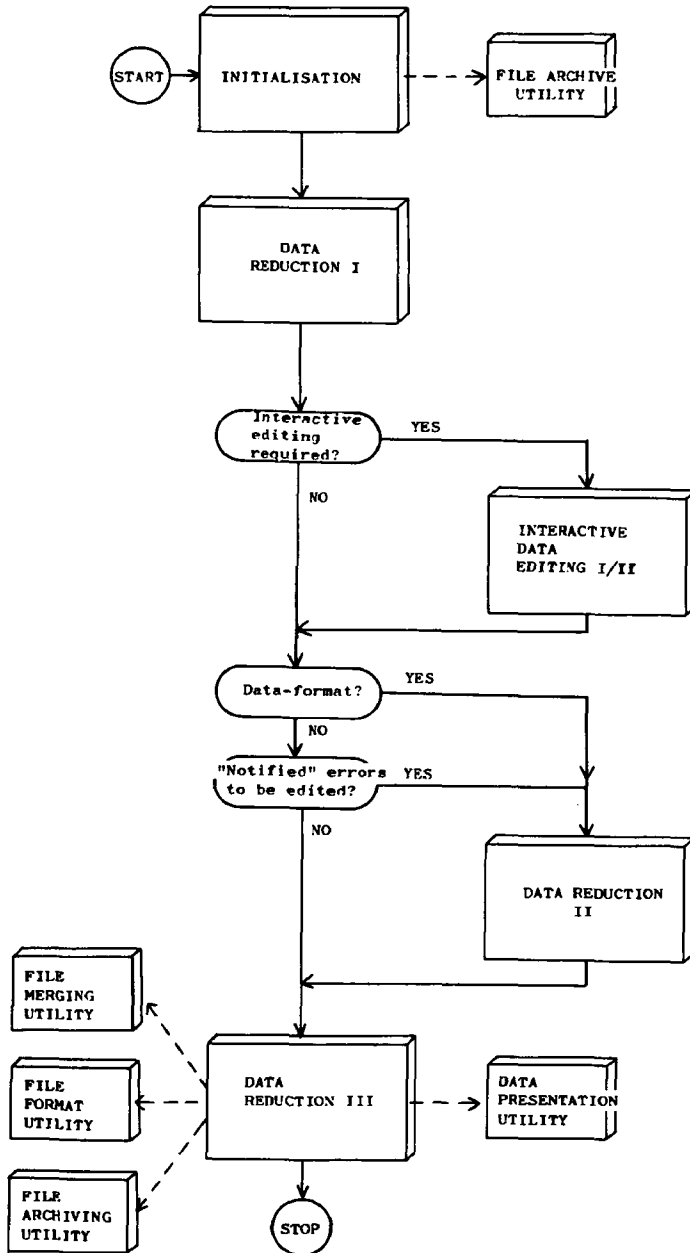 START
INITIALISATION
FILE ARCHIVE
UTILITY
DATA
REDUCTION I
Interactive
editing
required?
YES
NO
INTERACTIVE
DATA
EDITING I/II
Data-format?
YES
NO
"Notified" errors
to be edited?
YES
NO
DATA REDUCTION
II
FILE
MERGING
UTILITY
FILE
FORMAT
UTILITY
FILE
ARCHIVING
UTILITY
DATA
REDUCTION III
DATA
PRESENTATION
UTILITY
STOP